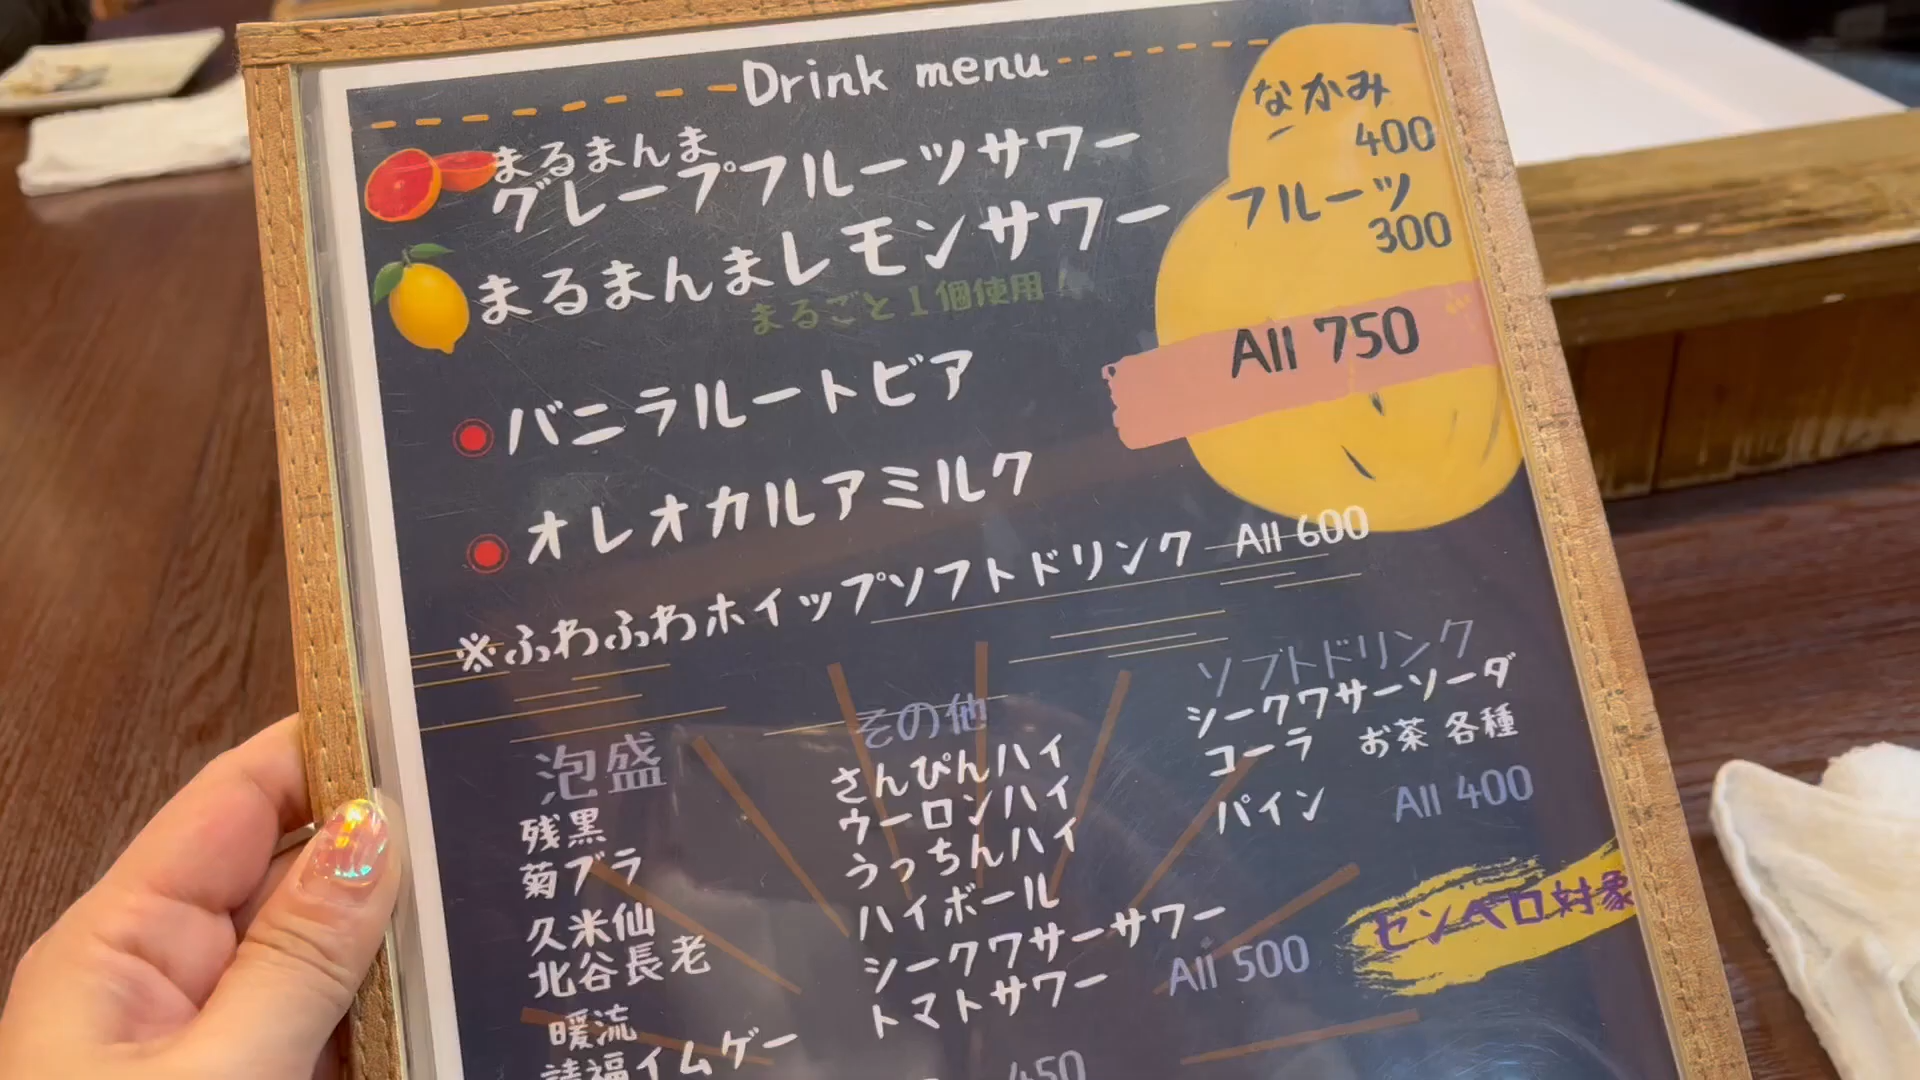 Drink menu
まるまんま
グレープフルーツサワー
まるまんまレモンサワー
まるごと1個使用！
なかみ
400
フルーツ
300
All 750
バニラルートビア
オレオカルアミルク
※ふわふわホイップソフトドリンク All 600
泡盛
残黒
菊ブラ
久米仙
北谷長老
暖流
請福イムゲー
その他
さんぴんハイ
ウーロンハイ
うっちんハイ
ハイボール
シークワサーサワー
トマトサワー
All 500
450
ソフトドリンク
シークワサーソーダ
コーラ お茶 各種
パイン All 400
センベロ対象